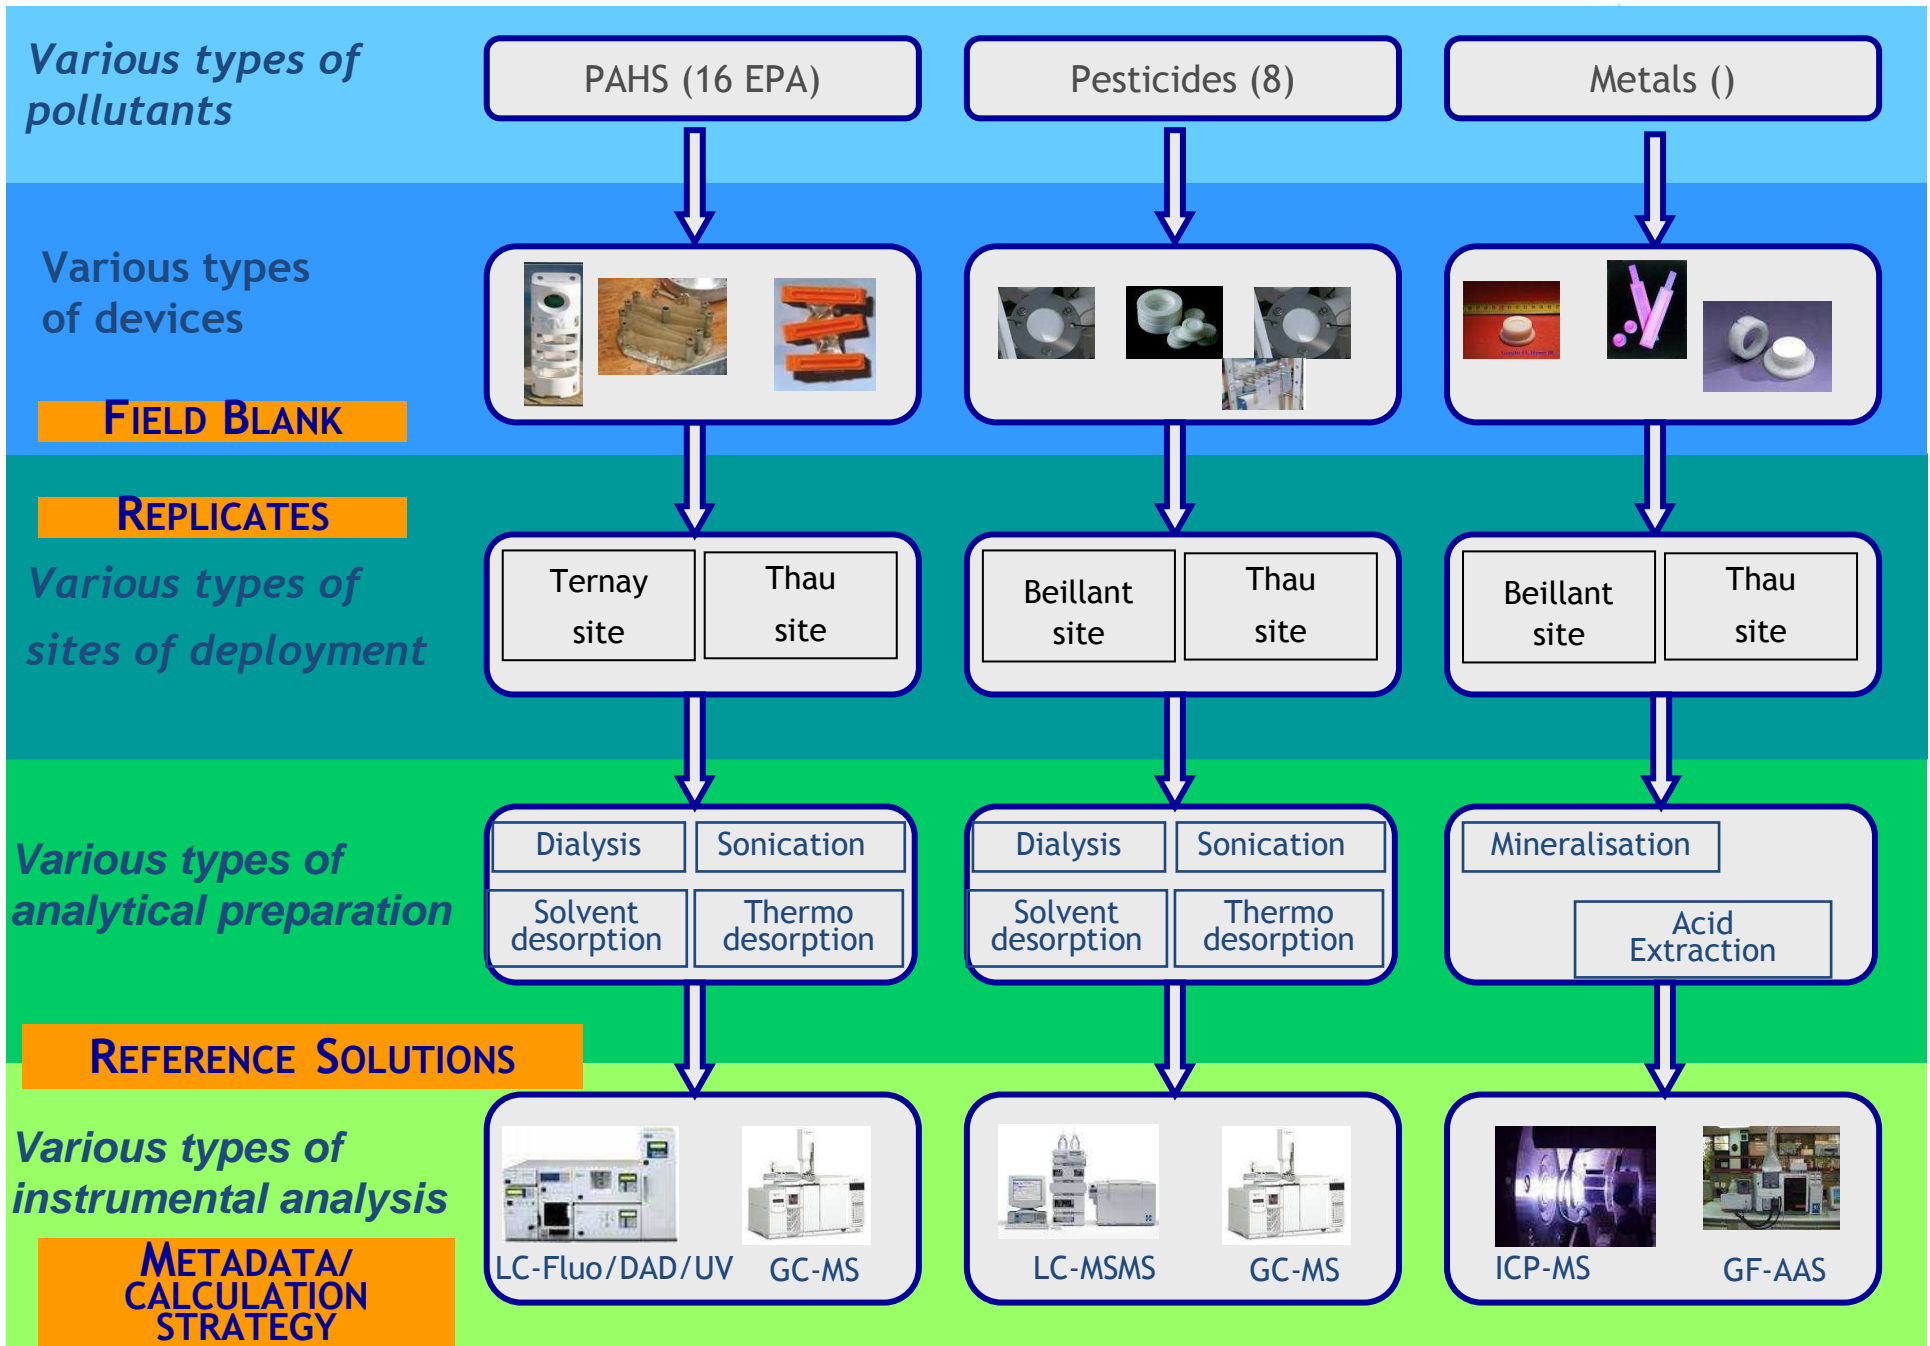 Various types of
pollutants
PAHS (16 EPA)
Pesticides (8)
Metals ()
Various types
of devices
FIELD BLANK
REPLICATES
Various types of
sites of deployment
Ternay
site
Thau
site
Beillant
site
Thau
site
Beillant
site
Thau
site
Various types of
analytical preparation
Dialysis
Sonication
Solvent
desorption
Thermo
desorption
Dialysis
Sonication
Solvent
desorption
Thermo
desorption
Mineralisation
Acid
Extraction
REFERENCE SOLUTIONS
Various types of
instrumental analysis
LC-Fluo/DAD/UV
GC-MS
LC-MSMS
GC-MS
ICP-MS
GF-AAS
METADATA/
CALCULATION
STRATEGY